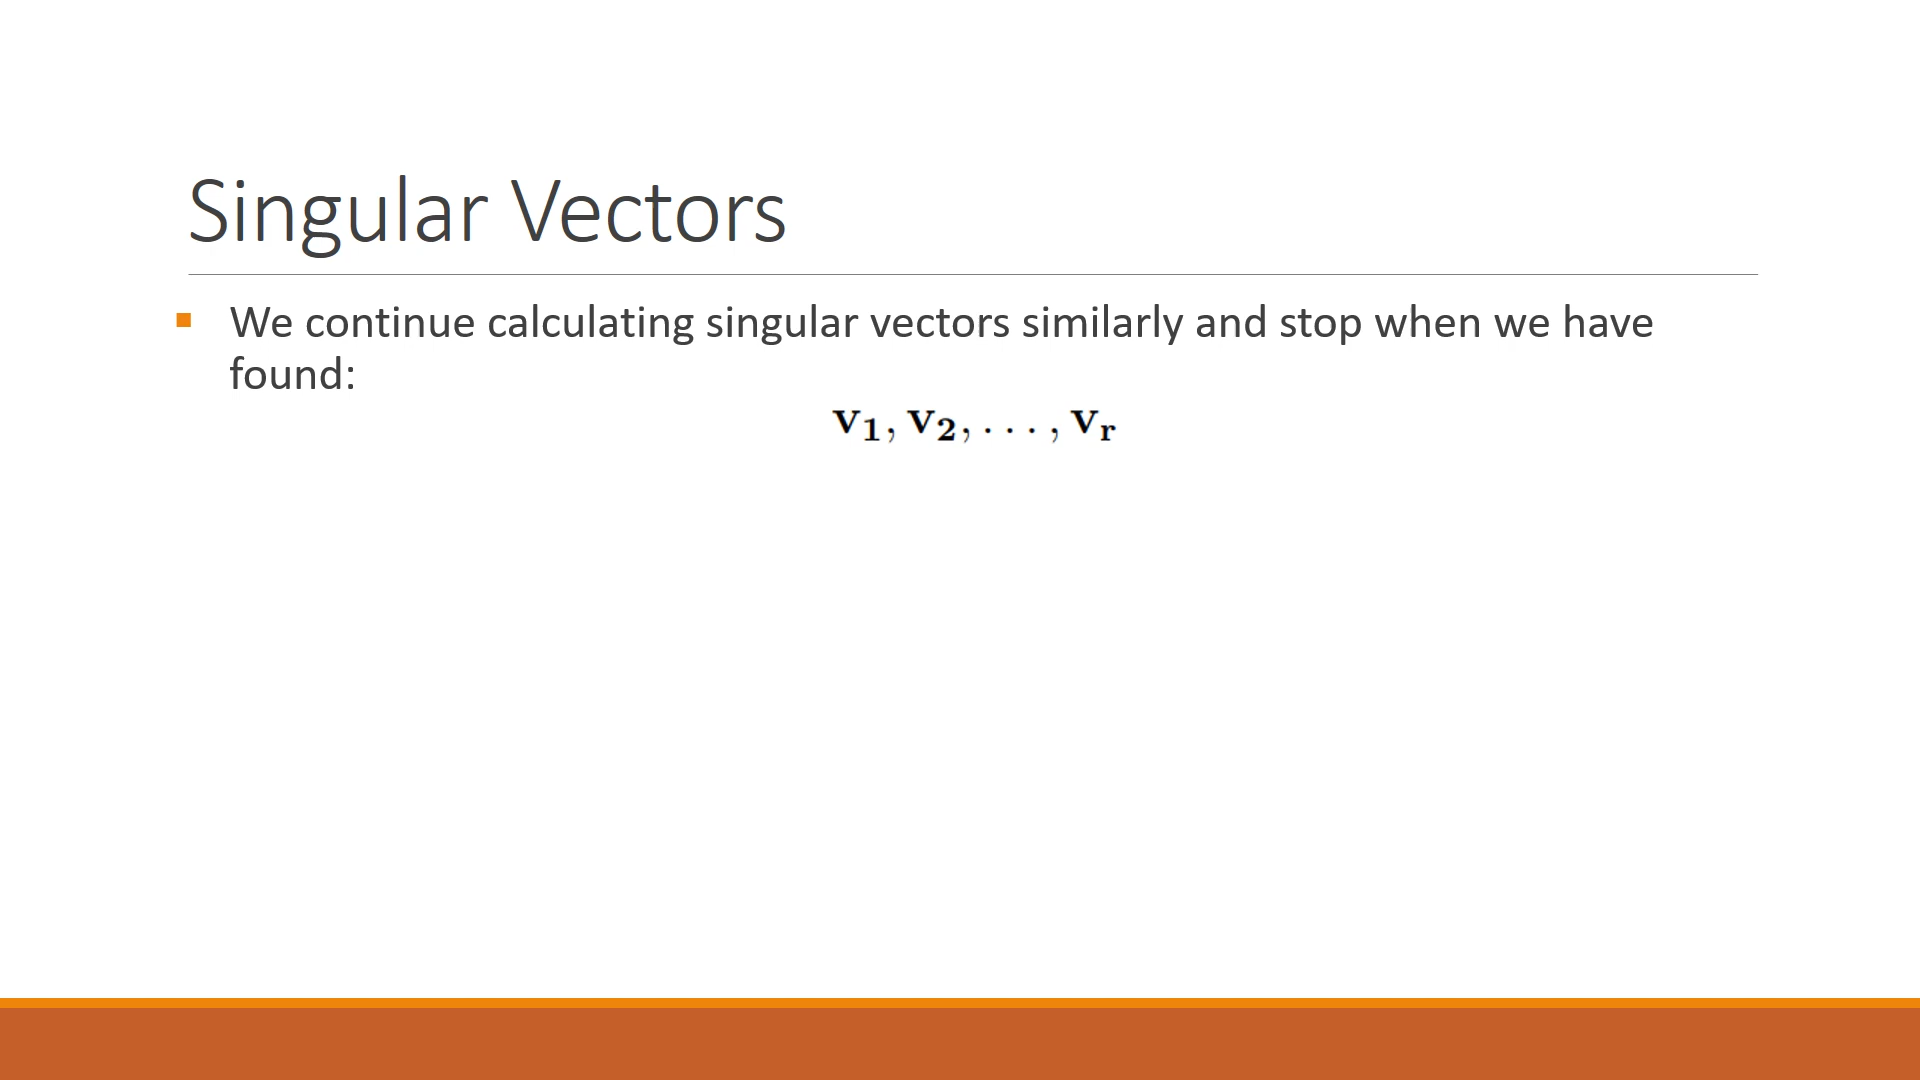 Singular Vectors
We continue calculating singular vectors similarly and stop when we have
found:
v₁, v₂, . . . , vᵣ